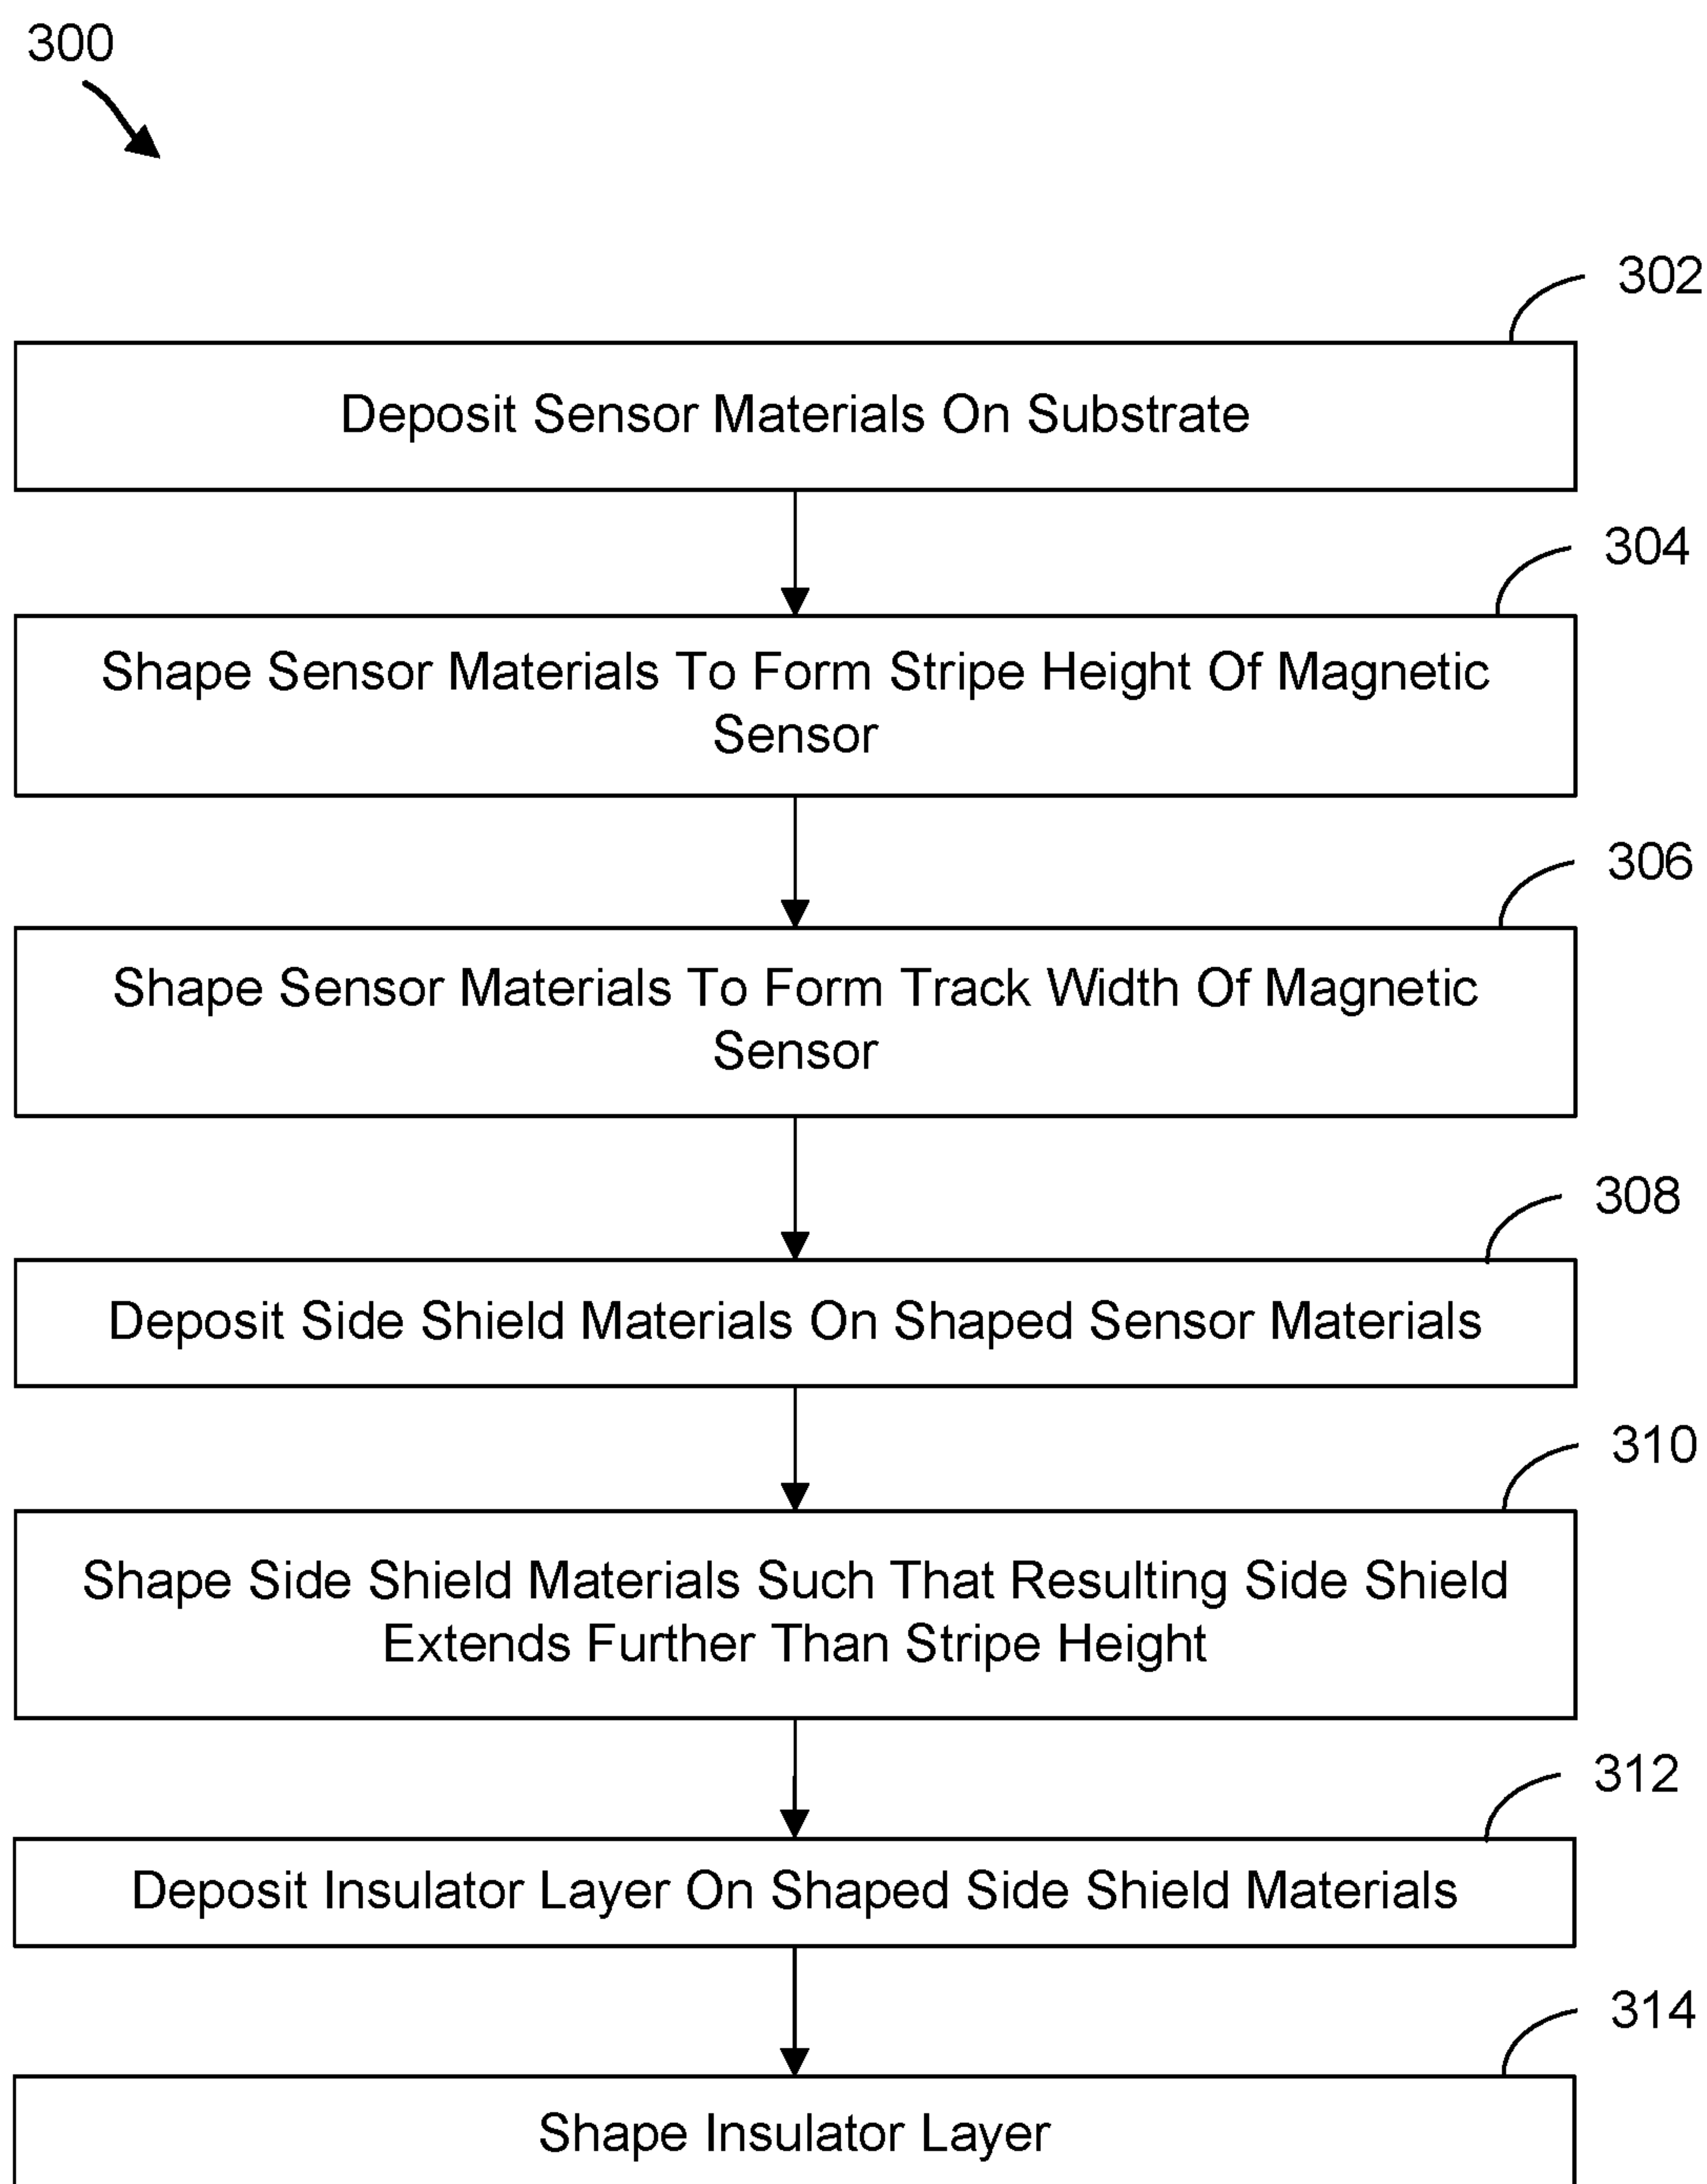 300
302
Deposit Sensor Materials On Substrate
304
Shape Sensor Materials To Form Stripe Height Of Magnetic
Sensor
306
Shape Sensor Materials To Form Track Width Of Magnetic
Sensor
308
Deposit Side Shield Materials On Shaped Sensor Materials
310
Shape Side Shield Materials Such That Resulting Side Shield
Extends Further Than Stripe Height
312
Deposit Insulator Layer On Shaped Side Shield Materials
314
Shape Insulator Layer